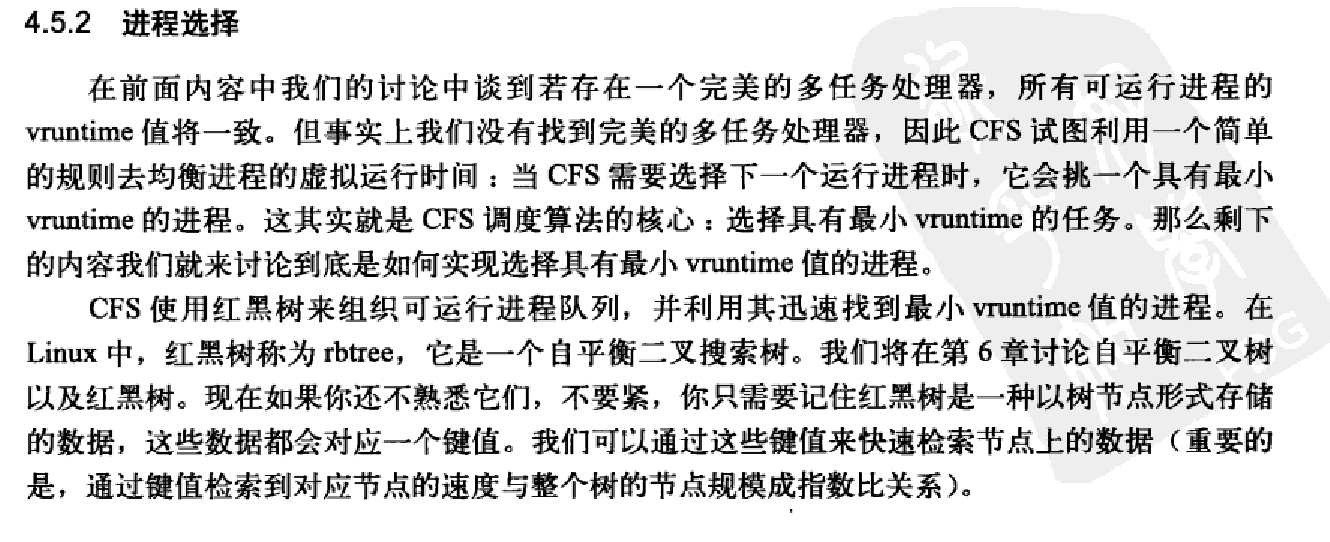 4.5.2 进程选择
在前面内容中我们的讨论中谈到若存在一个完美的多任务处理器，所有可运行进程的
vruntime 值将一致。但事实上我们没有找到完美的多任务处理器，因此 CFS 试图利用一个简单
的规则去均衡进程的虚拟运行时间：当 CFS 需要选择下一个运行进程时，它会挑一个具有最小
vruntime 的进程。这其实就是 CFS 调度算法的核心：选择具有最小 vruntime 的任务。那么剩下
的内容我们就来讨论到底是如何实现选择具有最小 vruntime 值的进程。
CFS 使用红黑树来组织可运行进程队列，并利用其迅速找到最小 vruntime 值的进程。在
Linux 中，红黑树称为 rbtree，它是一个自平衡二叉搜索树。我们将在第 6 章讨论自平衡二叉树
以及红黑树。现在如果你还不熟悉它们，不要紧，你只需要记住红黑树是一种以树节点形式存储
的数据，这些数据都会对应一个键值。我们可以通过这些键值来快速检索节点上的数据（重要的
是，通过键值检索到对应节点的速度与整个树的节点规模成指数比关系）。